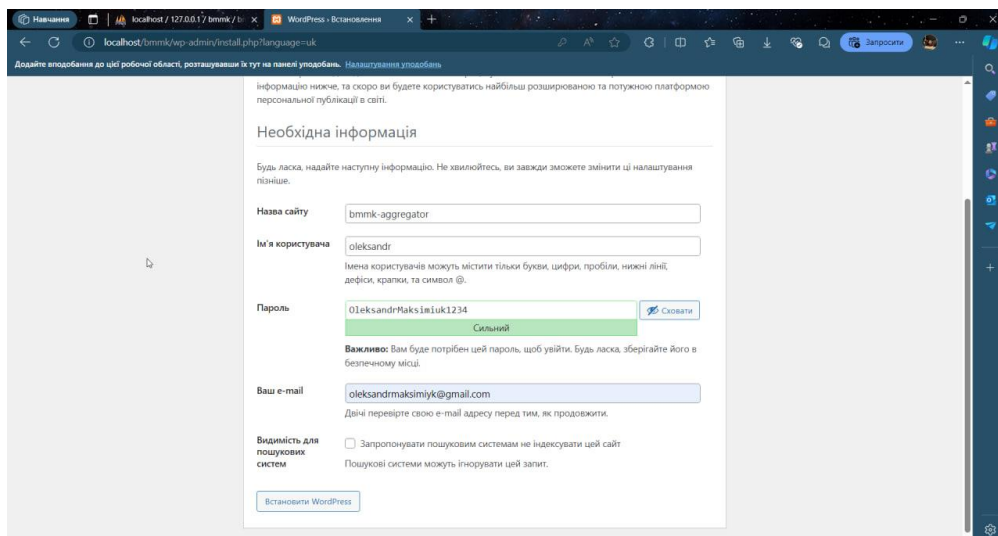 Навчання
localhost / 127.0.0.1 / bmmk / b
WordPress › Встановлення
localhost/bmmk/wp-admin/install.php?language=uk
Запросити
Додайте вподобання до цієї робочої області, розташувавши їх тут на панелі уподобань. Налаштування уподобань
інформацію нижче, та скоро ви будете користуватись найбільш розширюваною та потужною платформою
персональної публікації в світі.
Необхідна інформація
Будь ласка, надайте наступну інформацію. Не хвилюйтесь, ви завжди зможете змінити ці налаштування
пізніше.
Назва сайту
bmmk-aggregator
Ім'я користувача
oleksandr
Імена користувачів можуть містити тільки букви, цифри, пробіли, нижні лінії,
дефіси, крапки, та символ @.
Пароль
OleksandrMaksimiuk1234
Сховати
Сильний
Важливо: Вам буде потрібен цей пароль, щоб увійти. Будь ласка, зберігайте його в
безпечному місці.
Ваш e-mail
oleksandrmaksimiyk@gmail.com
Двічі перевірте свою e-mail адресу перед тим, як продовжити.
Видимість для
пошукових
систем
Запропонувати пошуковим системам не індексувати цей сайт
Пошукові системи можуть ігнорувати цей запит.
Встановити WordPress